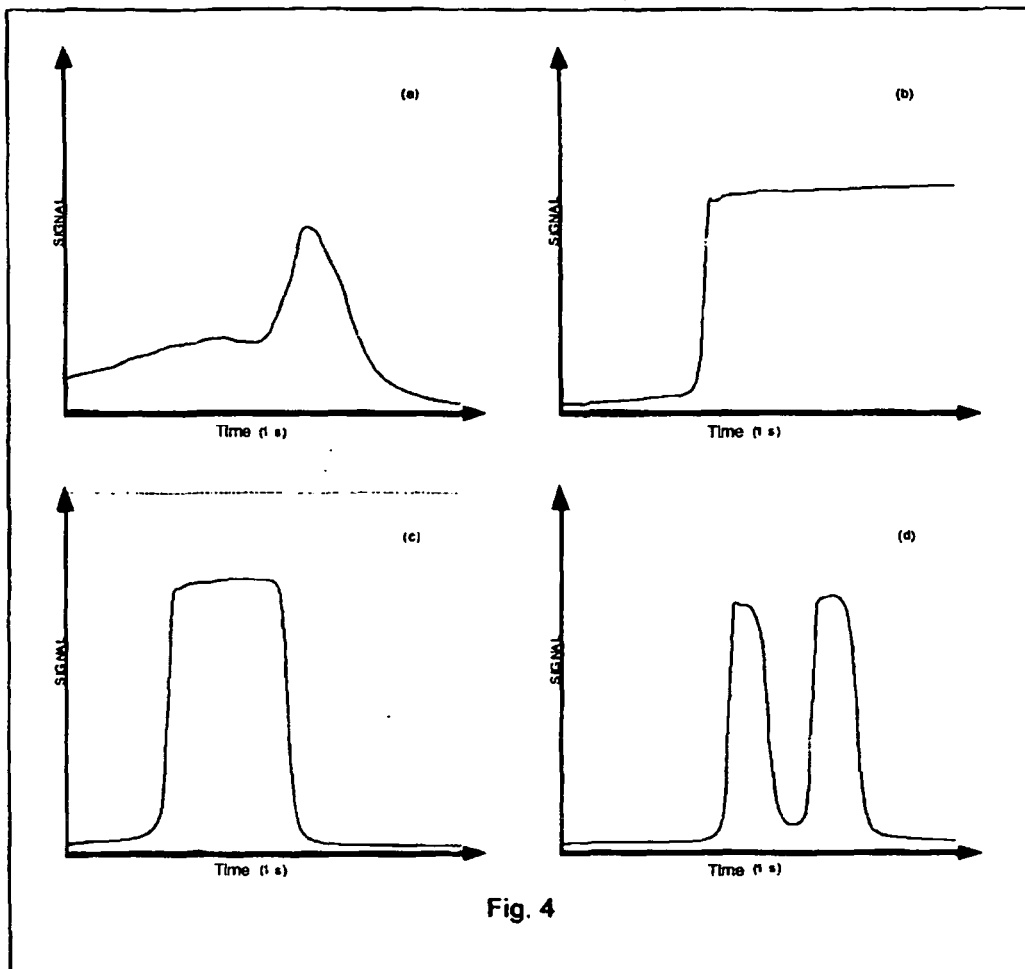 (a)
SIGNAL
Time (1 s)
(b)
SIGNAL
Time (1 s)
(c)
SIGNAL
Time (1 s)
(d)
SIGNAL
Time (1 s)
Fig. 4